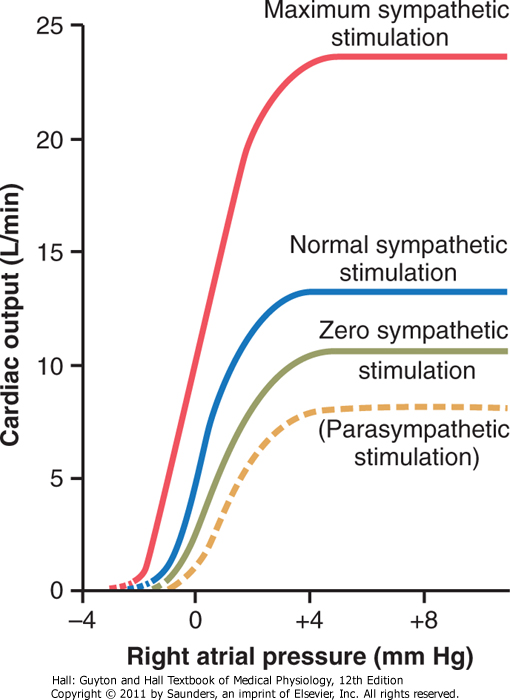 Maximum sympathetic
stimulation
25
20
15
10
5
0
Cardiac output (L/min)
Normal sympathetic
stimulation
Zero sympathetic
stimulation
(Parasympathetic
stimulation)
–4
0
+4
+8
Right atrial pressure (mm Hg)
Hall: Guyton and Hall Textbook of Medical Physiology, 12th Edition
Copyright © 2011 by Saunders, an imprint of Elsevier, Inc. All rights reserved.